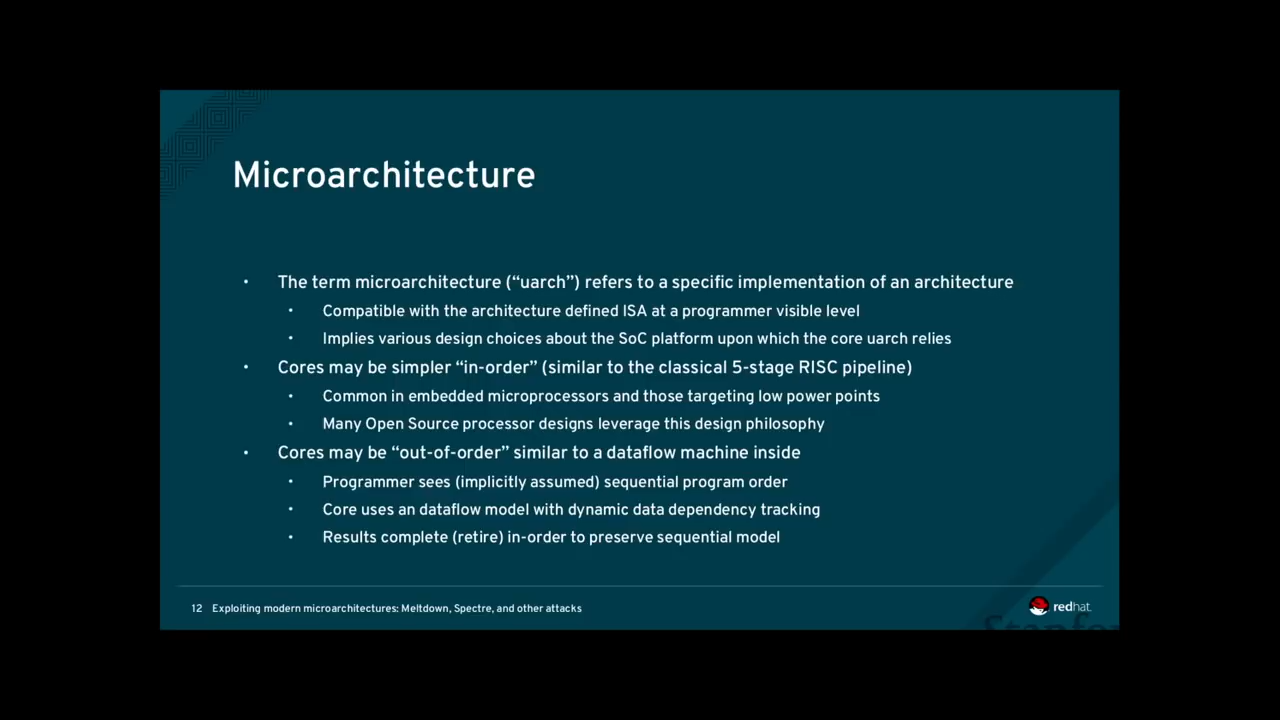 Microarchitecture
• The term microarchitecture (“uarch”) refers to a specific implementation of an architecture
• Compatible with the architecture defined ISA at a programmer visible level
• Implies various design choices about the SoC platform upon which the core uarch relies
• Cores may be simpler “in-order” (similar to the classical 5-stage RISC pipeline)
• Common in embedded microprocessors and those targeting low power points
• Many Open Source processor designs leverage this design philosophy
• Cores may be “out-of-order” similar to a dataflow machine inside
• Programmer sees (implicitly assumed) sequential program order
• Core uses an dataflow model with dynamic data dependency tracking
• Results complete (retire) in-order to preserve sequential model
12 Exploiting modern microarchitectures: Meltdown, Spectre, and other attacks
redhat.